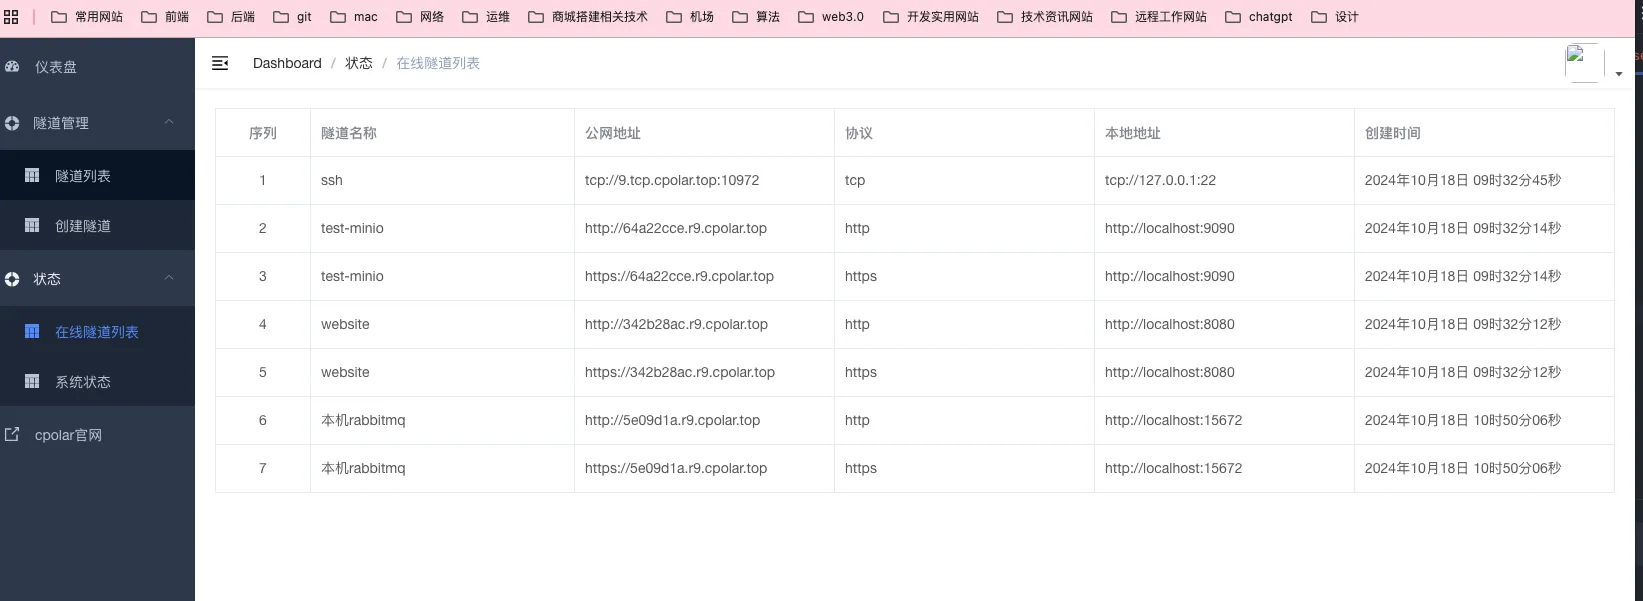 常用网站 前端 后端 git mac 网络 运维 商城搭建相关技术 机场 算法 web3.0 开发实用网站 技术资讯网站 远程工作网站 chatgpt 设计
仪表盘
隧道管理
隧道列表
创建隧道
状态
在线隧道列表
系统状态
cpolar官网
Dashboard / 状态 / 在线隧道列表
序列 隧道名称 公网地址 协议 本地地址 创建时间
1 ssh tcp://9.tcp.cpolar.top:10972 tcp tcp://127.0.0.1:22 2024年10月18日 09时32分45秒
2 test-minio http://64a22cce.r9.cpolar.top http http://localhost:9090 2024年10月18日 09时32分14秒
3 test-minio https://64a22cce.r9.cpolar.top https http://localhost:9090 2024年10月18日 09时32分14秒
4 website http://342b28ac.r9.cpolar.top http http://localhost:8080 2024年10月18日 09时32分12秒
5 website https://342b28ac.r9.cpolar.top https http://localhost:8080 2024年10月18日 09时32分12秒
6 本机rabbitmq http://5e09d1a.r9.cpolar.top http http://localhost:15672 2024年10月18日 10时50分06秒
7 本机rabbitmq https://5e09d1a.r9.cpolar.top https http://localhost:15672 2024年10月18日 10时50分06秒